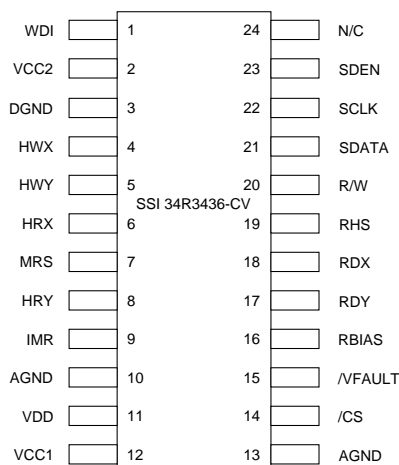 WDI 1 24 N/C
VCC2 2 23 SDEN
DGND 3 22 SCLK
HWX 4 21 SDATA
HWY 5 20 R/W
SSI 34R3436-CV
HRX 6 19 RHS
MRS 7 18 RDX
HRY 8 17 RDY
IMR 9 16 RBIAS
AGND 10 15 /VFAULT
VDD 11 14 /CS
VCC1 12 13 AGND